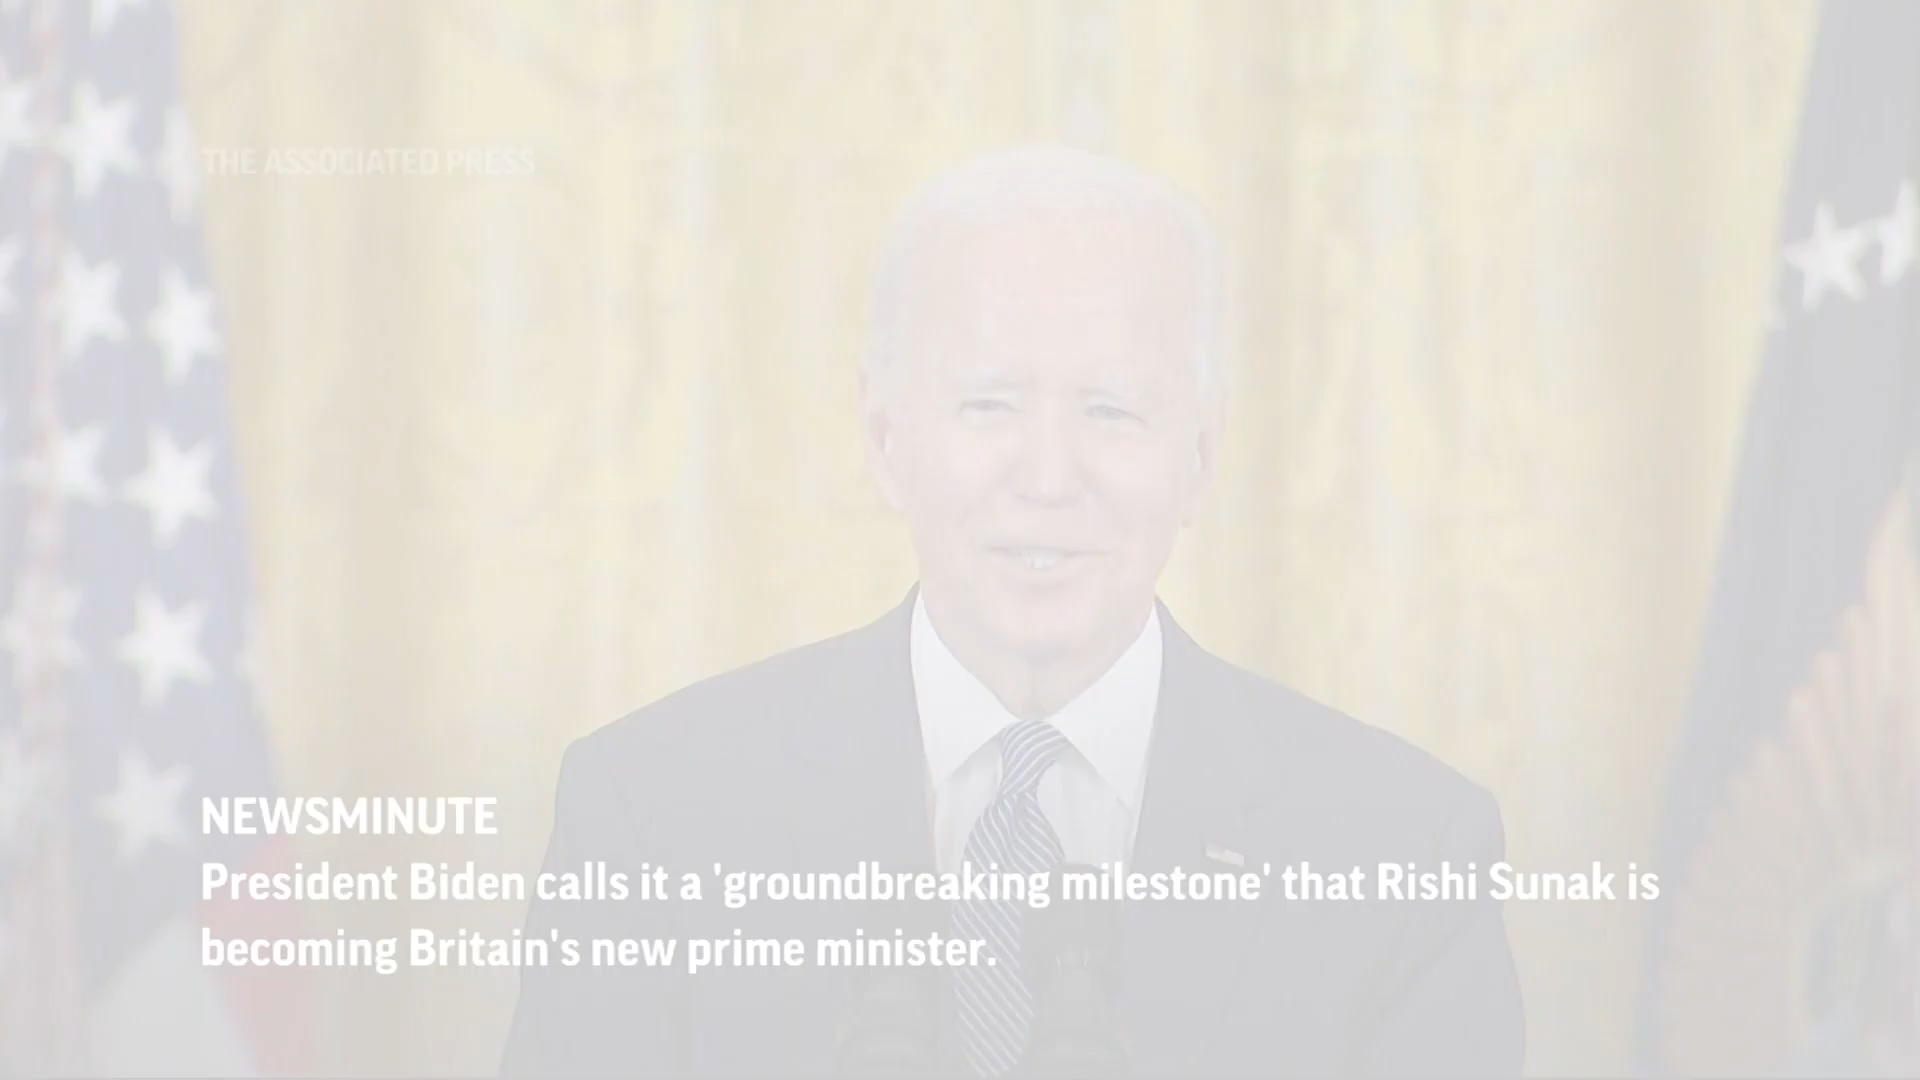 THE ASSOCIATED PRESS
NEWSMINUTE
President Biden calls it a 'groundbreaking milestone' that Rishi Sunak is
becoming Britain's new prime minister.